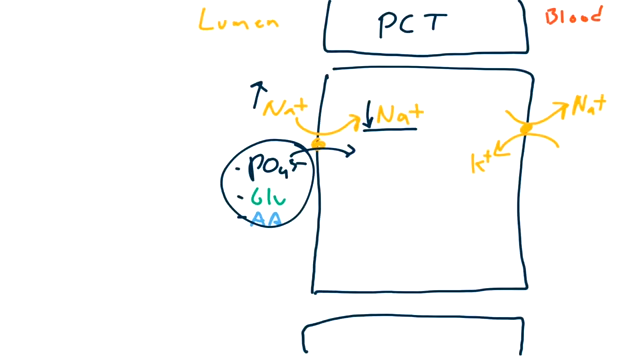 Lumen
PCT
Blood
Na+
Na+
Na+
K+
- PO4
- Glu
- AA